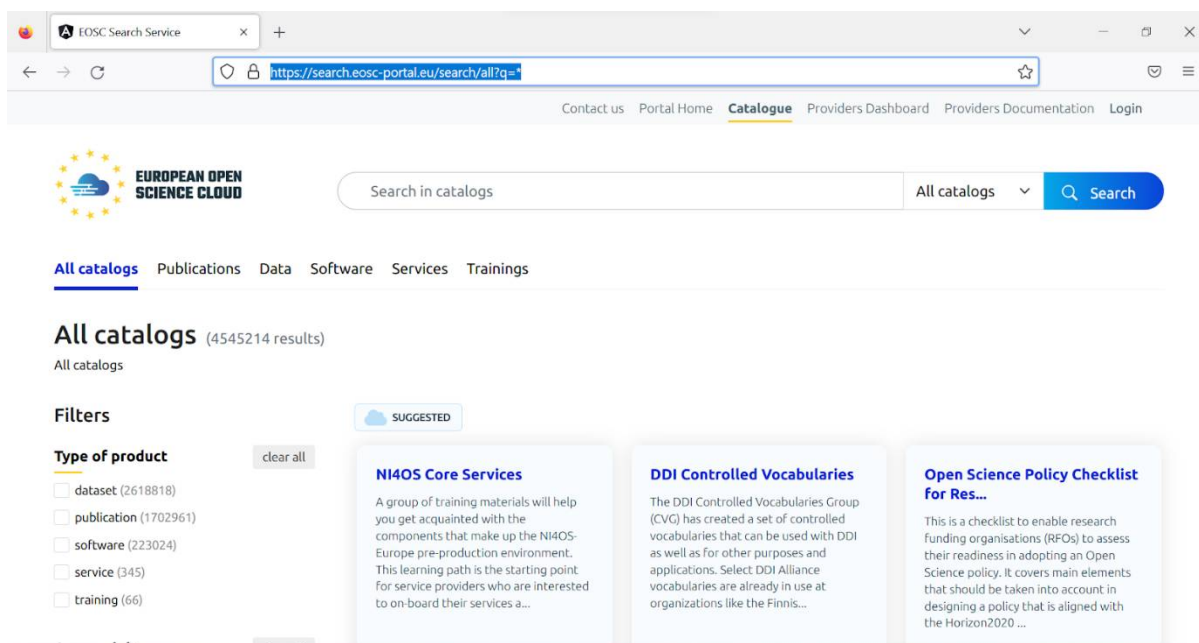 EOSC Search Service
https://search.eosc-portal.eu/search/all?q=*
Contact us Portal Home Catalogue Providers Dashboard Providers Documentation Login
EUROPEAN OPEN
SCIENCE CLOUD
Search in catalogs
All catalogs
Search
All catalogs Publications Data Software Services Trainings
All catalogs (4545214 results)
All catalogs
Filters
SUGGESTED
Type of product
clear all
dataset (2618818)
publication (1702961)
software (223024)
service (345)
training (66)
NI4OS Core Services
A group of training materials will help
you get acquainted with the
components that make up the NI4OS-
Europe pre-production environment.
This learning path is the starting point
for service providers who are interested
to on-board their services a...
DDI Controlled Vocabularies
The DDI Controlled Vocabularies Group
(CVG) has created a set of controlled
vocabularies that can be used with DDI
as well as for other purposes and
applications. Select DDI Alliance
vocabularies are already in use at
organizations like the Finnis...
Open Science Policy Checklist
for Res...
This is a checklist to enable research
funding organisations (RFOs) to assess
their readiness in adopting an Open
Science policy. It covers main elements
that should be taken into account in
designing a policy that is aligned with
the Horizon2020 ...